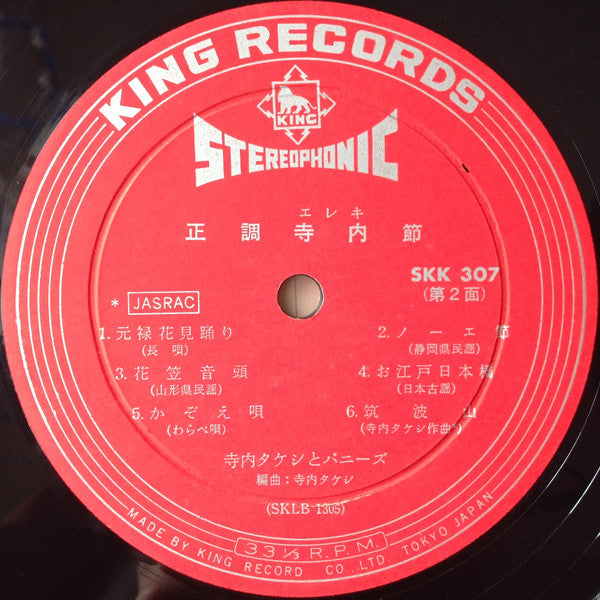 KING RECORDS
KING
STEREOPHONIC
エレキ
正調寺内節
SKK 307
(第2面)
* JASRAC
1. 元禄花見踊り
(長唄)
2. ノーエ節
(静岡県民謡)
3. 花笠音頭
(山形県民謡)
4. お江戸日本橋
(日本古謡)
5. かぞえ唄
(わらべ唄)
6. 筑波山
(寺内タケシ作曲)
寺内タケシとバニーズ
編曲:寺内タケシ
(SKLB 1305)
33⅓ R.P.M.
MADE BY KING RECORD CO., LTD. TOKYO JAPAN